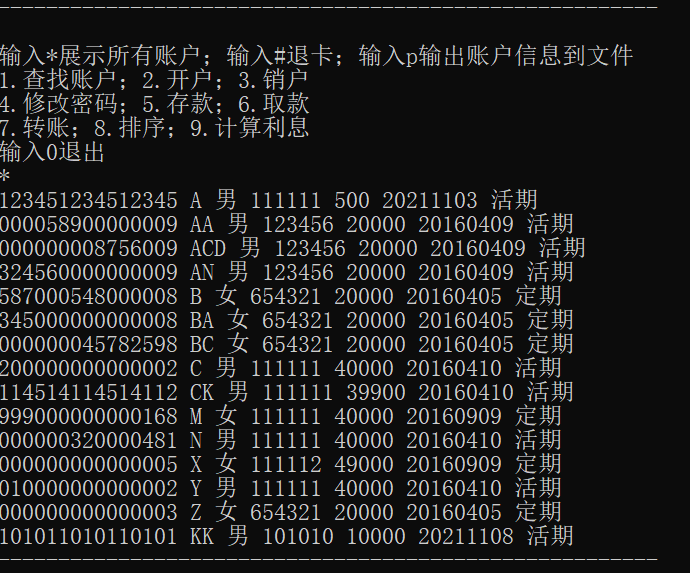 ------------------------------------------------------
输入*展示所有账户；输入#退卡；输入p输出账户信息到文件
1.查找账户；2.开户；3.销户
4.修改密码；5.存款；6.取款
7.转账；8.排序；9.计算利息
输入0退出
*
123451234512345 A 男 111111 500 20211103 活期
000058900000009 AA 男 123456 20000 20160409 活期
000000008756009 ACD 男 123456 20000 20160409 活期
324560000000009 AN 男 123456 20000 20160409 活期
587000548000008 B 女 654321 20000 20160405 定期
345000000000008 BA 女 654321 20000 20160405 定期
000000045782598 BC 女 654321 20000 20160405 定期
200000000000002 C 男 111111 40000 20160410 活期
114514114514112 CK 男 111111 39900 20160410 活期
999000000000168 M 女 111111 40000 20160909 定期
000000320000481 N 男 111111 40000 20160410 活期
000000000000005 X 女 111112 49000 20160909 定期
010000000000002 Y 男 111111 40000 20160410 活期
000000000000003 Z 女 654321 20000 20160405 定期
101011010110101 KK 男 101010 10000 20211108 活期
------------------------------------------------------